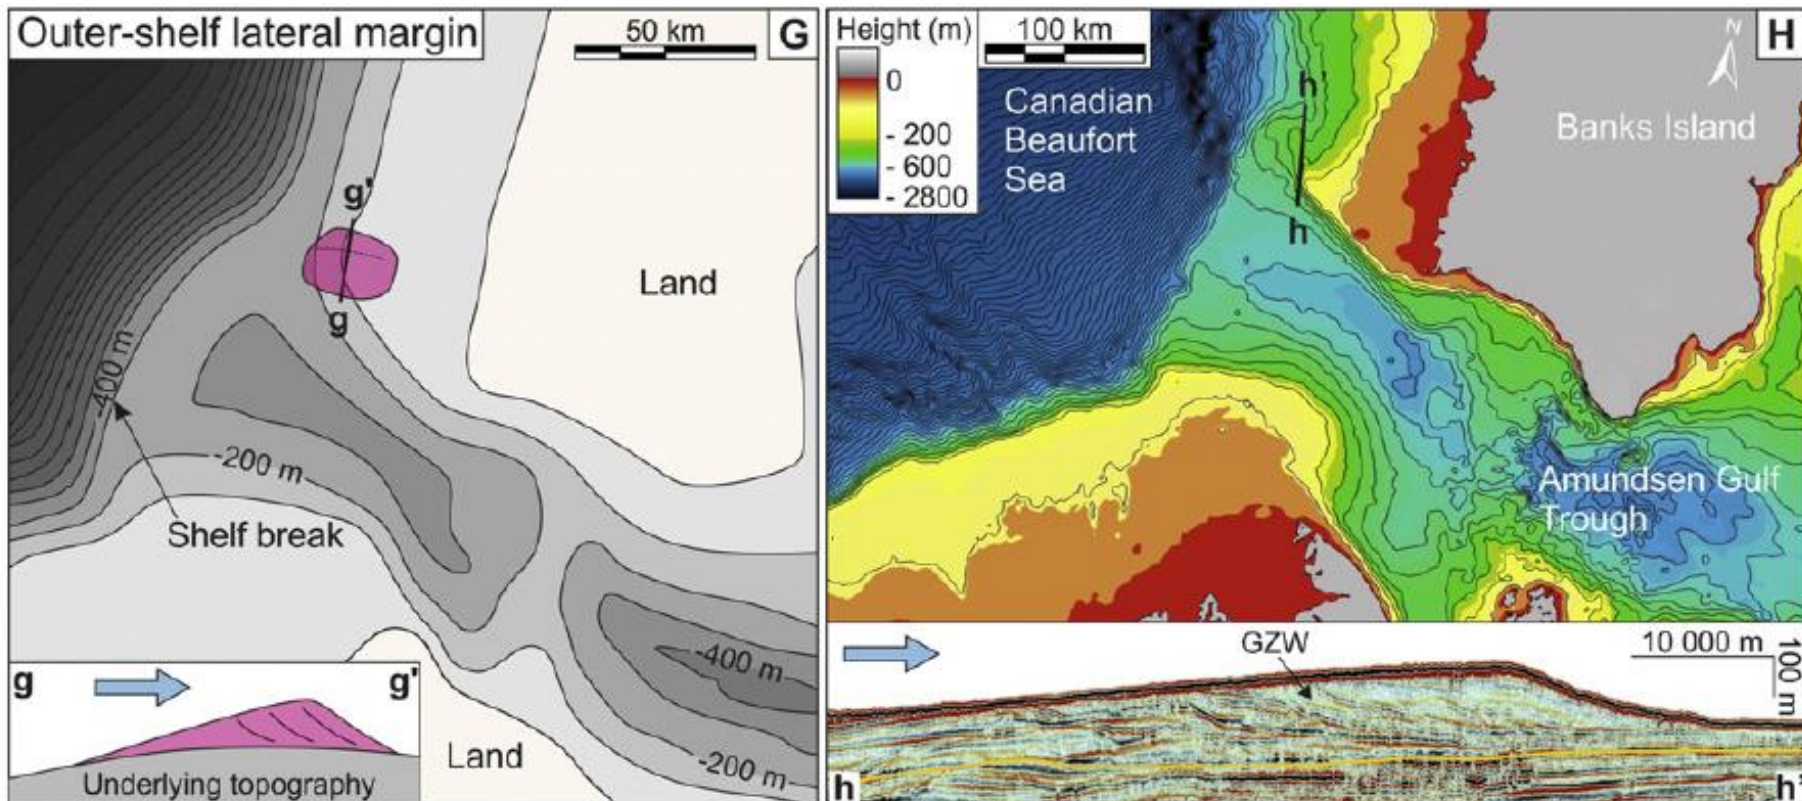 Outer-shelf lateral margin
50 km
G
g'
g
Land
-400 m
-200 m
Shelf break
-400 m
-200 m
Land
g
g'
Underlying topography
Height (m)
0
- 200
- 600
- 2800
100 km
H
N
Canadian
Beaufort
Sea
h'
h
Banks Island
Amundsen Gulf
Trough
GZW
10 000 m
100 m
h
h'